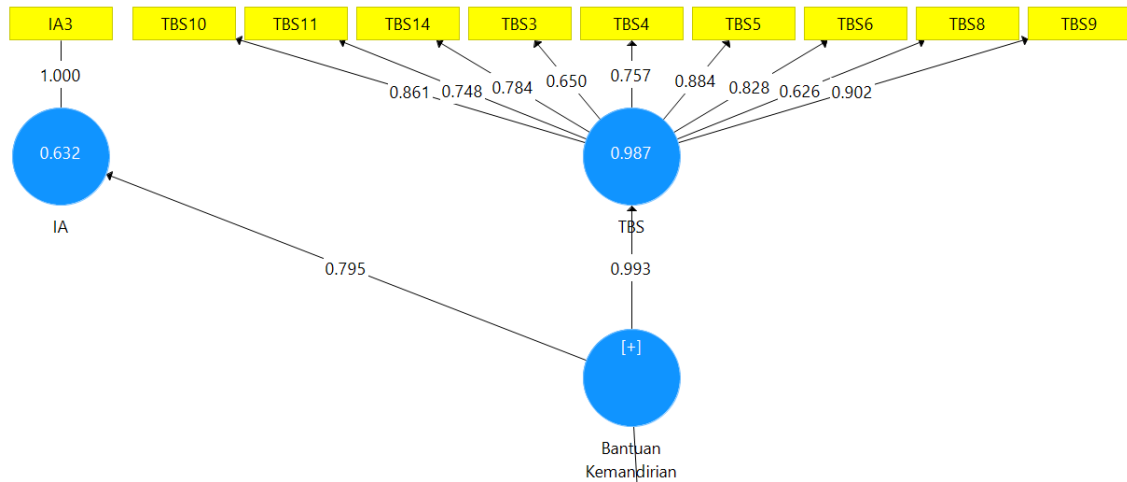 IA3 TBS10 TBS11 TBS14 TBS3 TBS4 TBS5 TBS6 TBS8 TBS9
1.000 0.861 0.748 0.784 0.650 0.757 0.884 0.828 0.626 0.902
0.632 0.987
IA TBS
0.795 0.993
[+]
Bantuan
Kemandirian